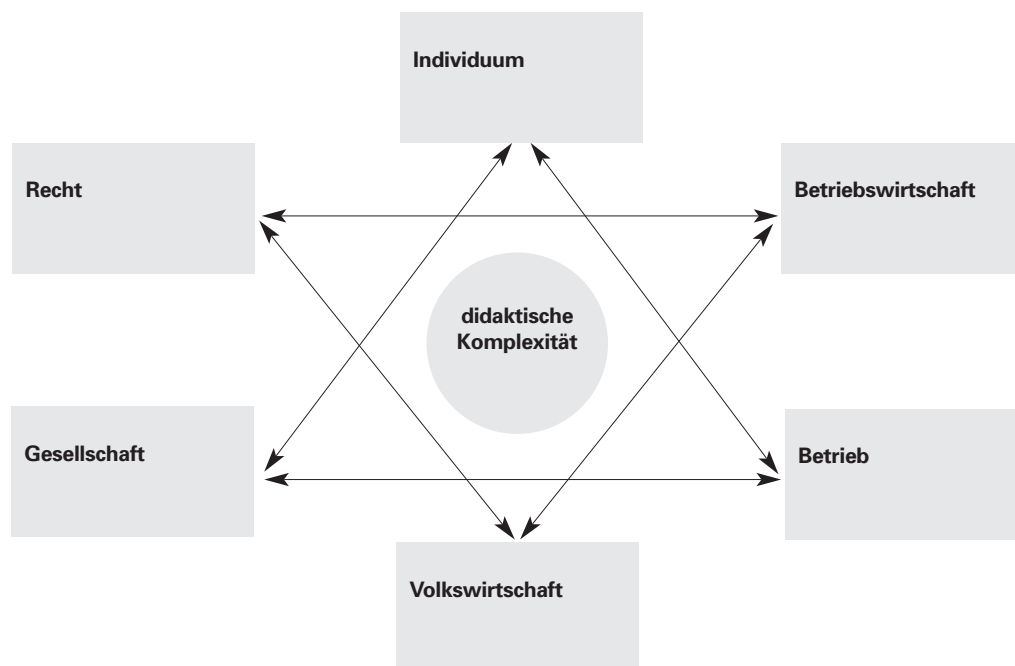 Individuum
Recht
Betriebswirtschaft
didaktische
Komplexität
Gesellschaft
Betrieb
Volkswirtschaft